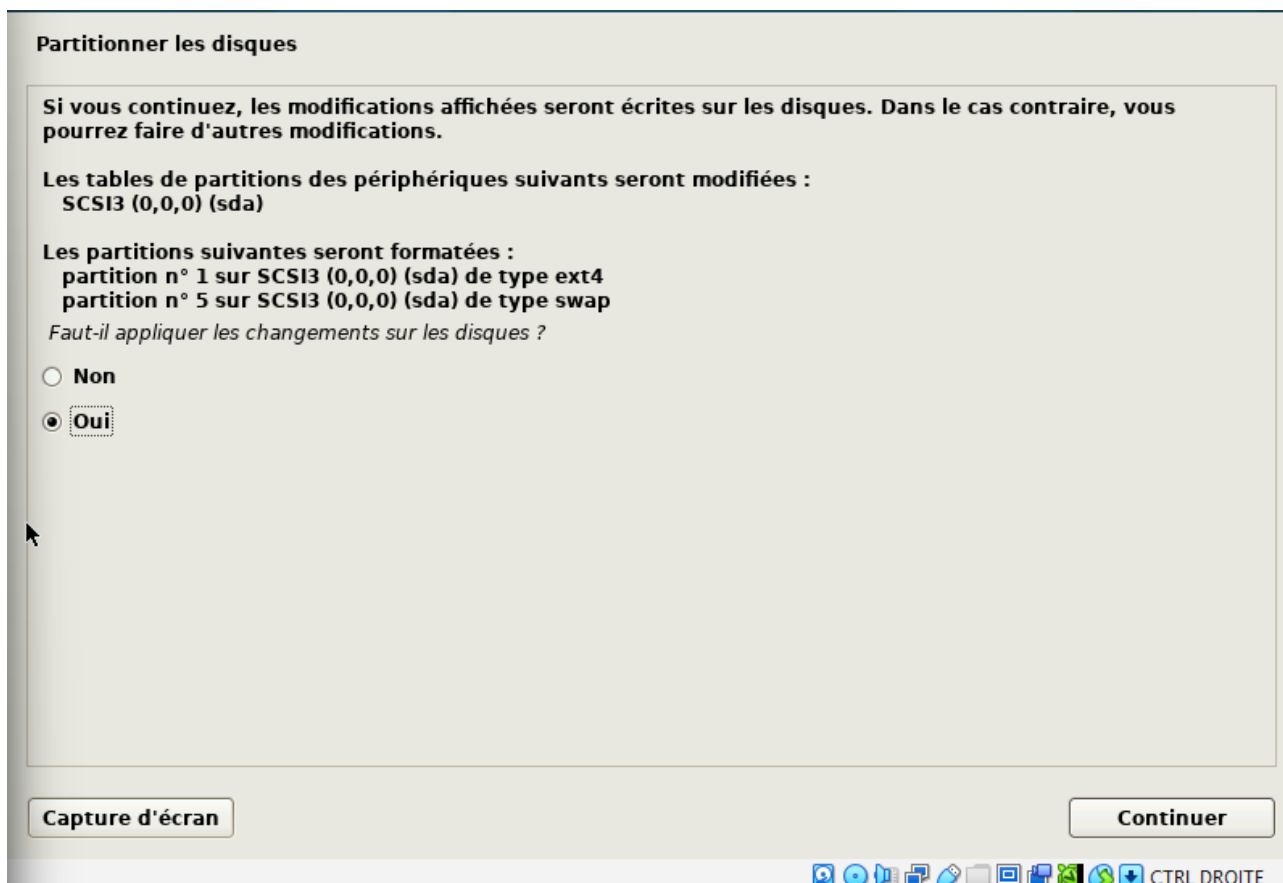 Partitionner les disques
Si vous continuez, les modifications affichées seront écrites sur les disques. Dans le cas contraire, vous
pourrez faire d'autres modifications.
Les tables de partitions des périphériques suivants seront modifiées :
SCSI3 (0,0,0) (sda)
Les partitions suivantes seront formatées :
partition n° 1 sur SCSI3 (0,0,0) (sda) de type ext4
partition n° 5 sur SCSI3 (0,0,0) (sda) de type swap
Faut-il appliquer les changements sur les disques ?
Non
Oui
Capture d'écran
Continuer
CTRL DROITE